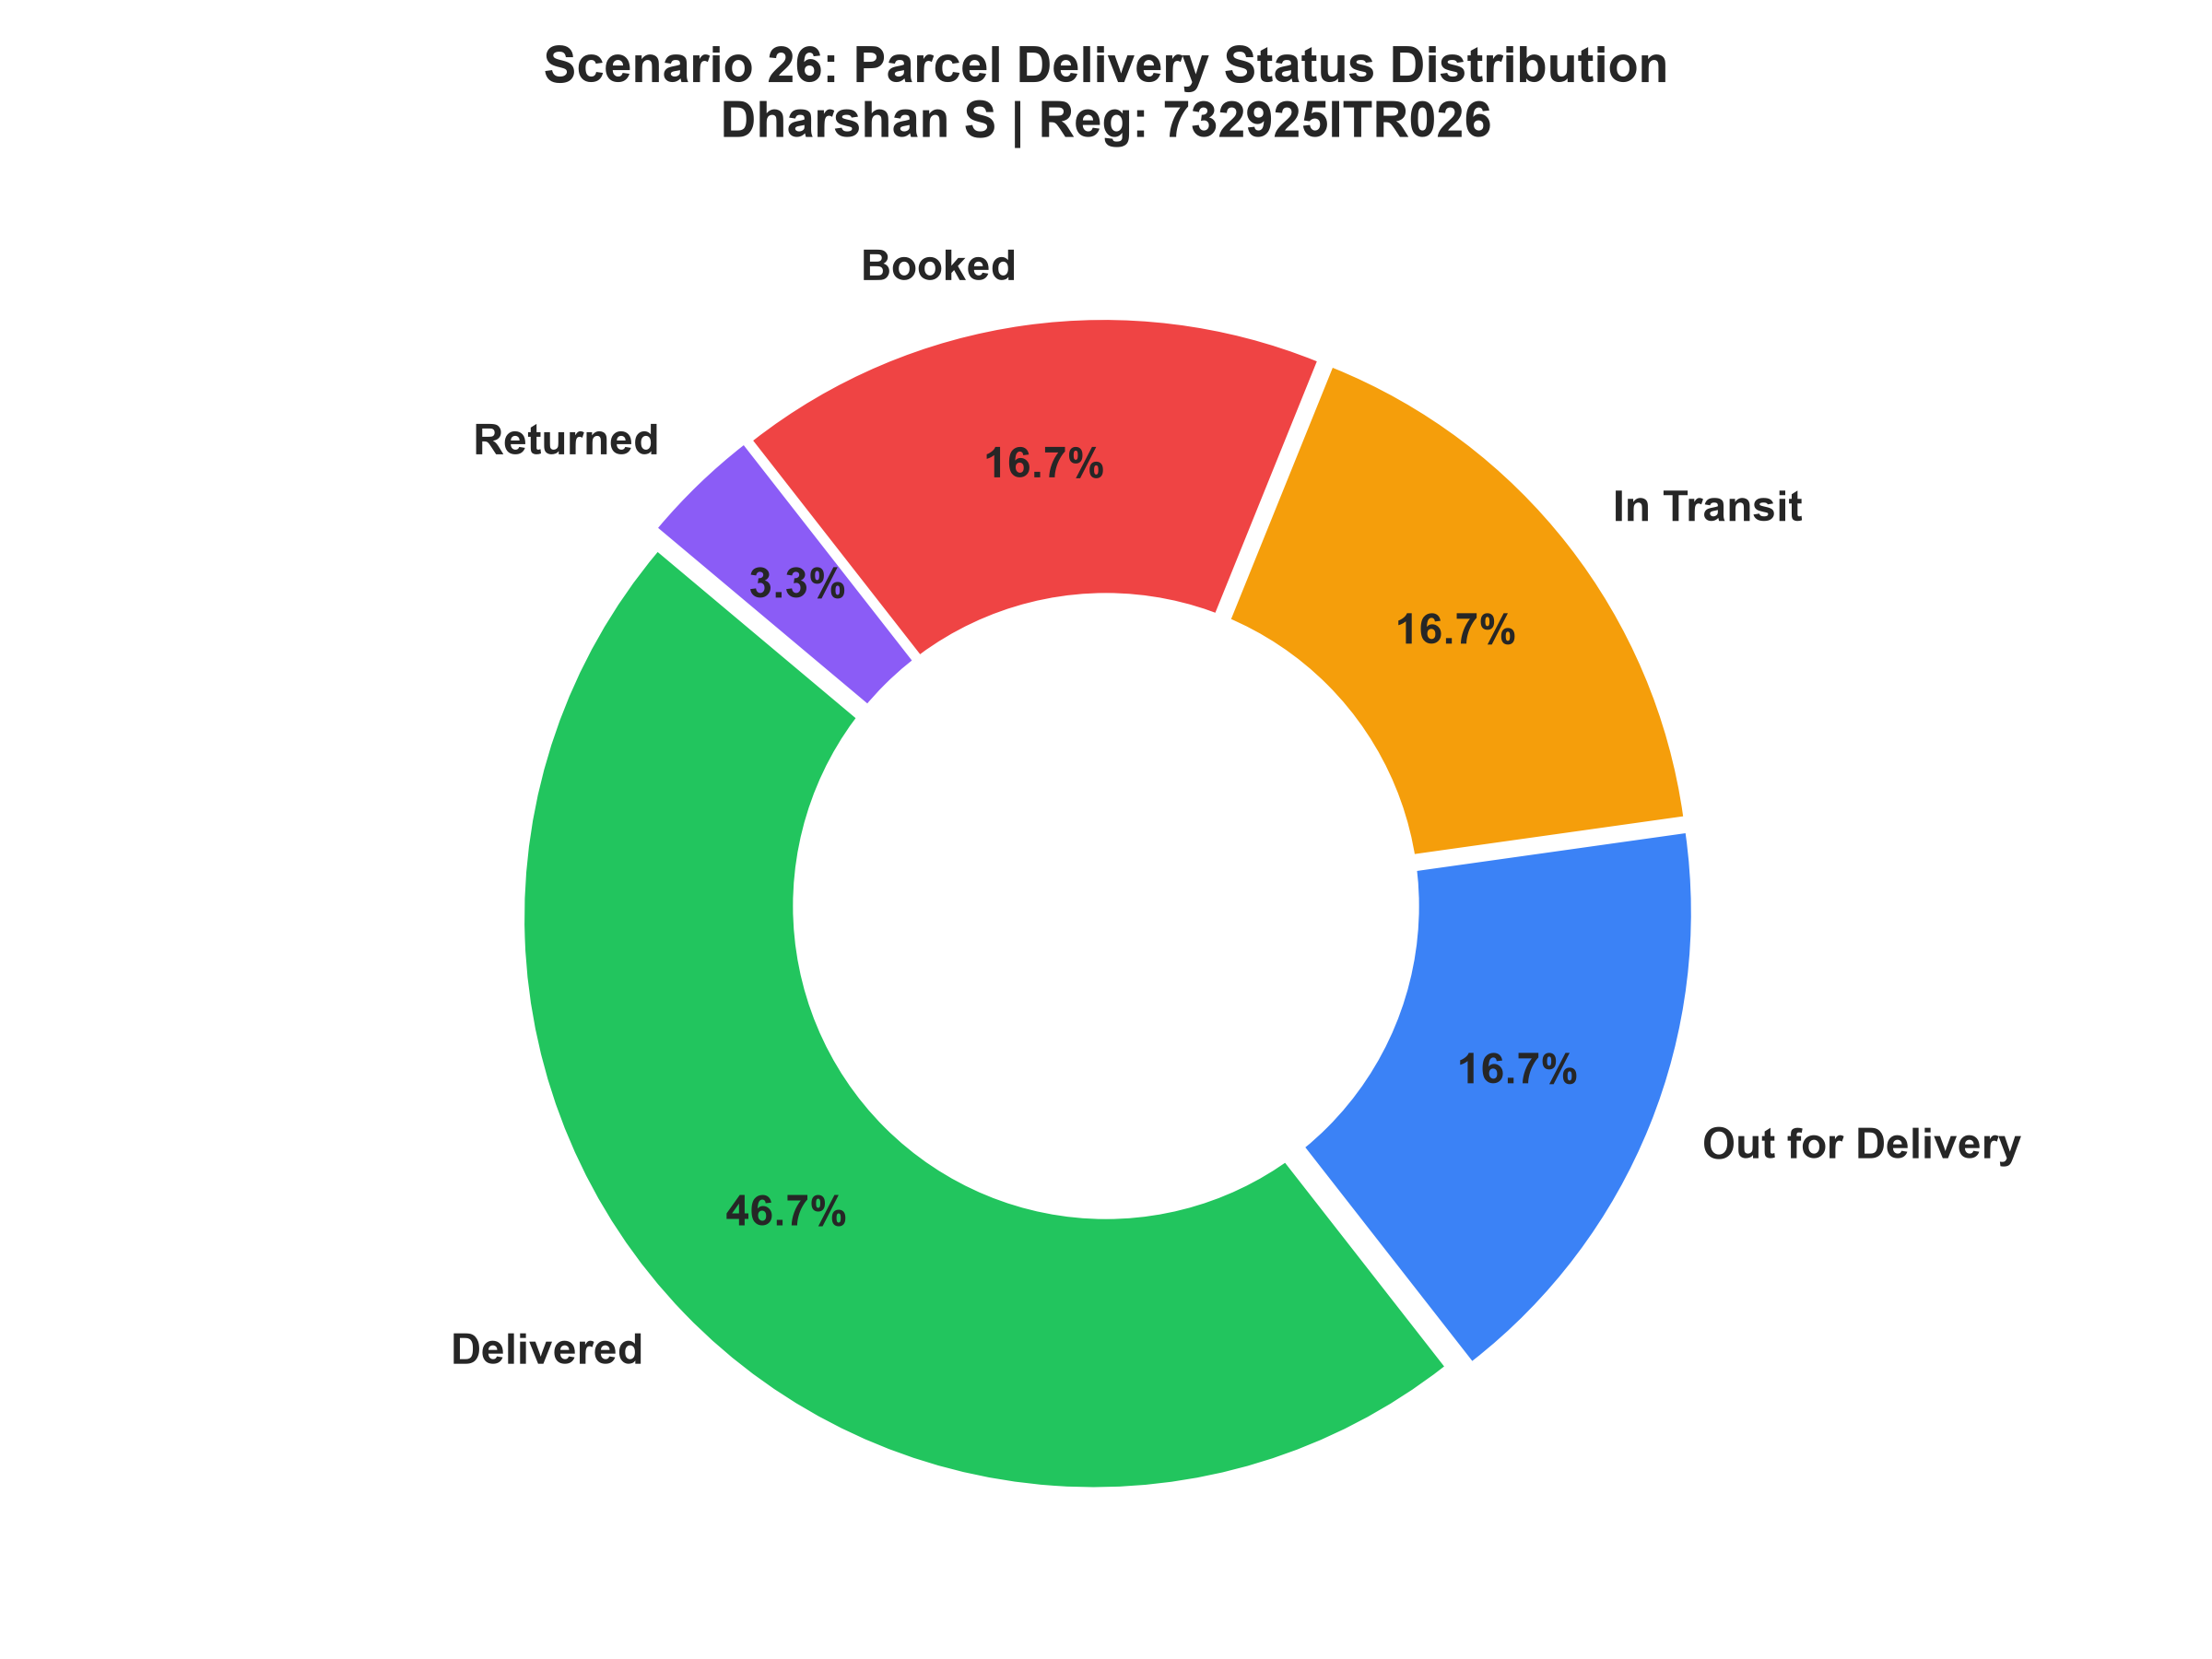 Scenario 26: Parcel Delivery Status Distribution
Dharshan S | Reg: 732925ITR026
Booked
Returned
16.7%
In Transit
3.3%
16.7%
16.7%
Out for Delivery
46.7%
Delivered